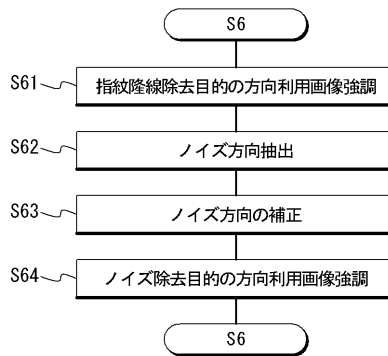 S6
S61 指紋隆線除去目的の方向利用画像強調
S62 ノイズ方向抽出
S63 ノイズ方向の補正
S64 ノイズ除去目的の方向利用画像強調
S6